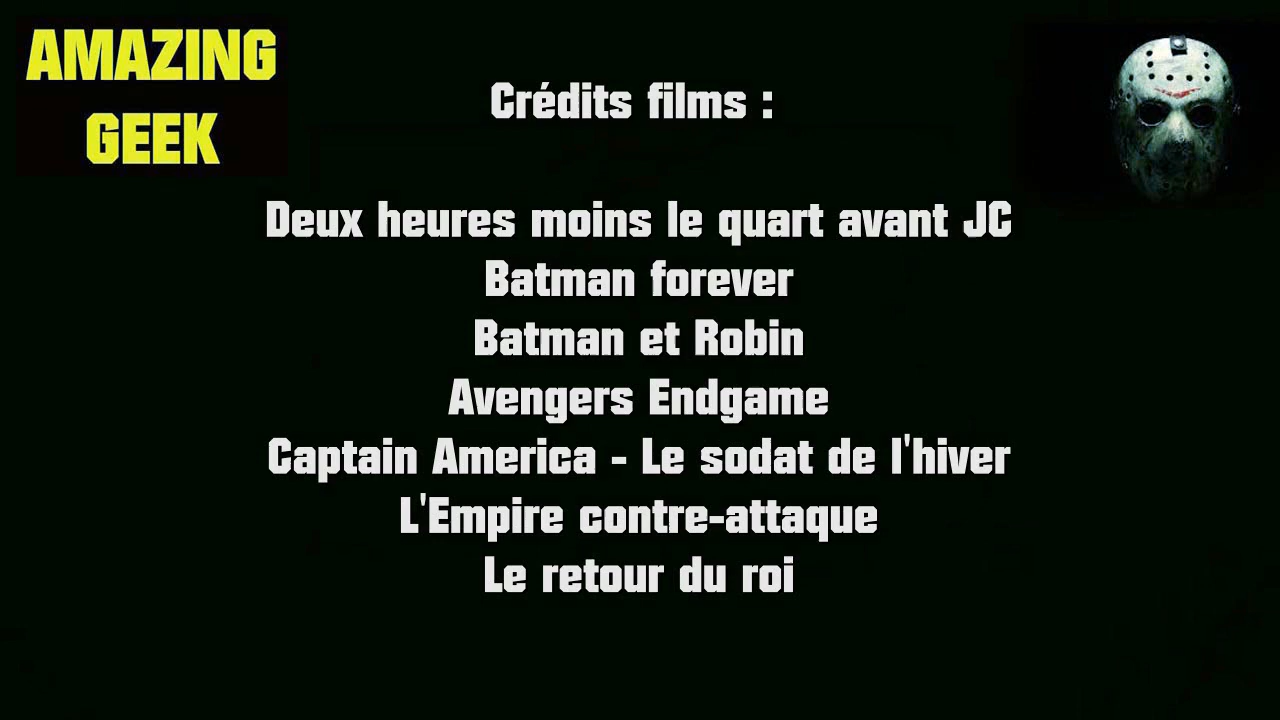 AMAZING
GEEK
Crédits films :
Deux heures moins le quart avant JC
Batman forever
Batman et Robin
Avengers Endgame
Captain America - Le sodat de l'hiver
L'Empire contre-attaque
Le retour du roi